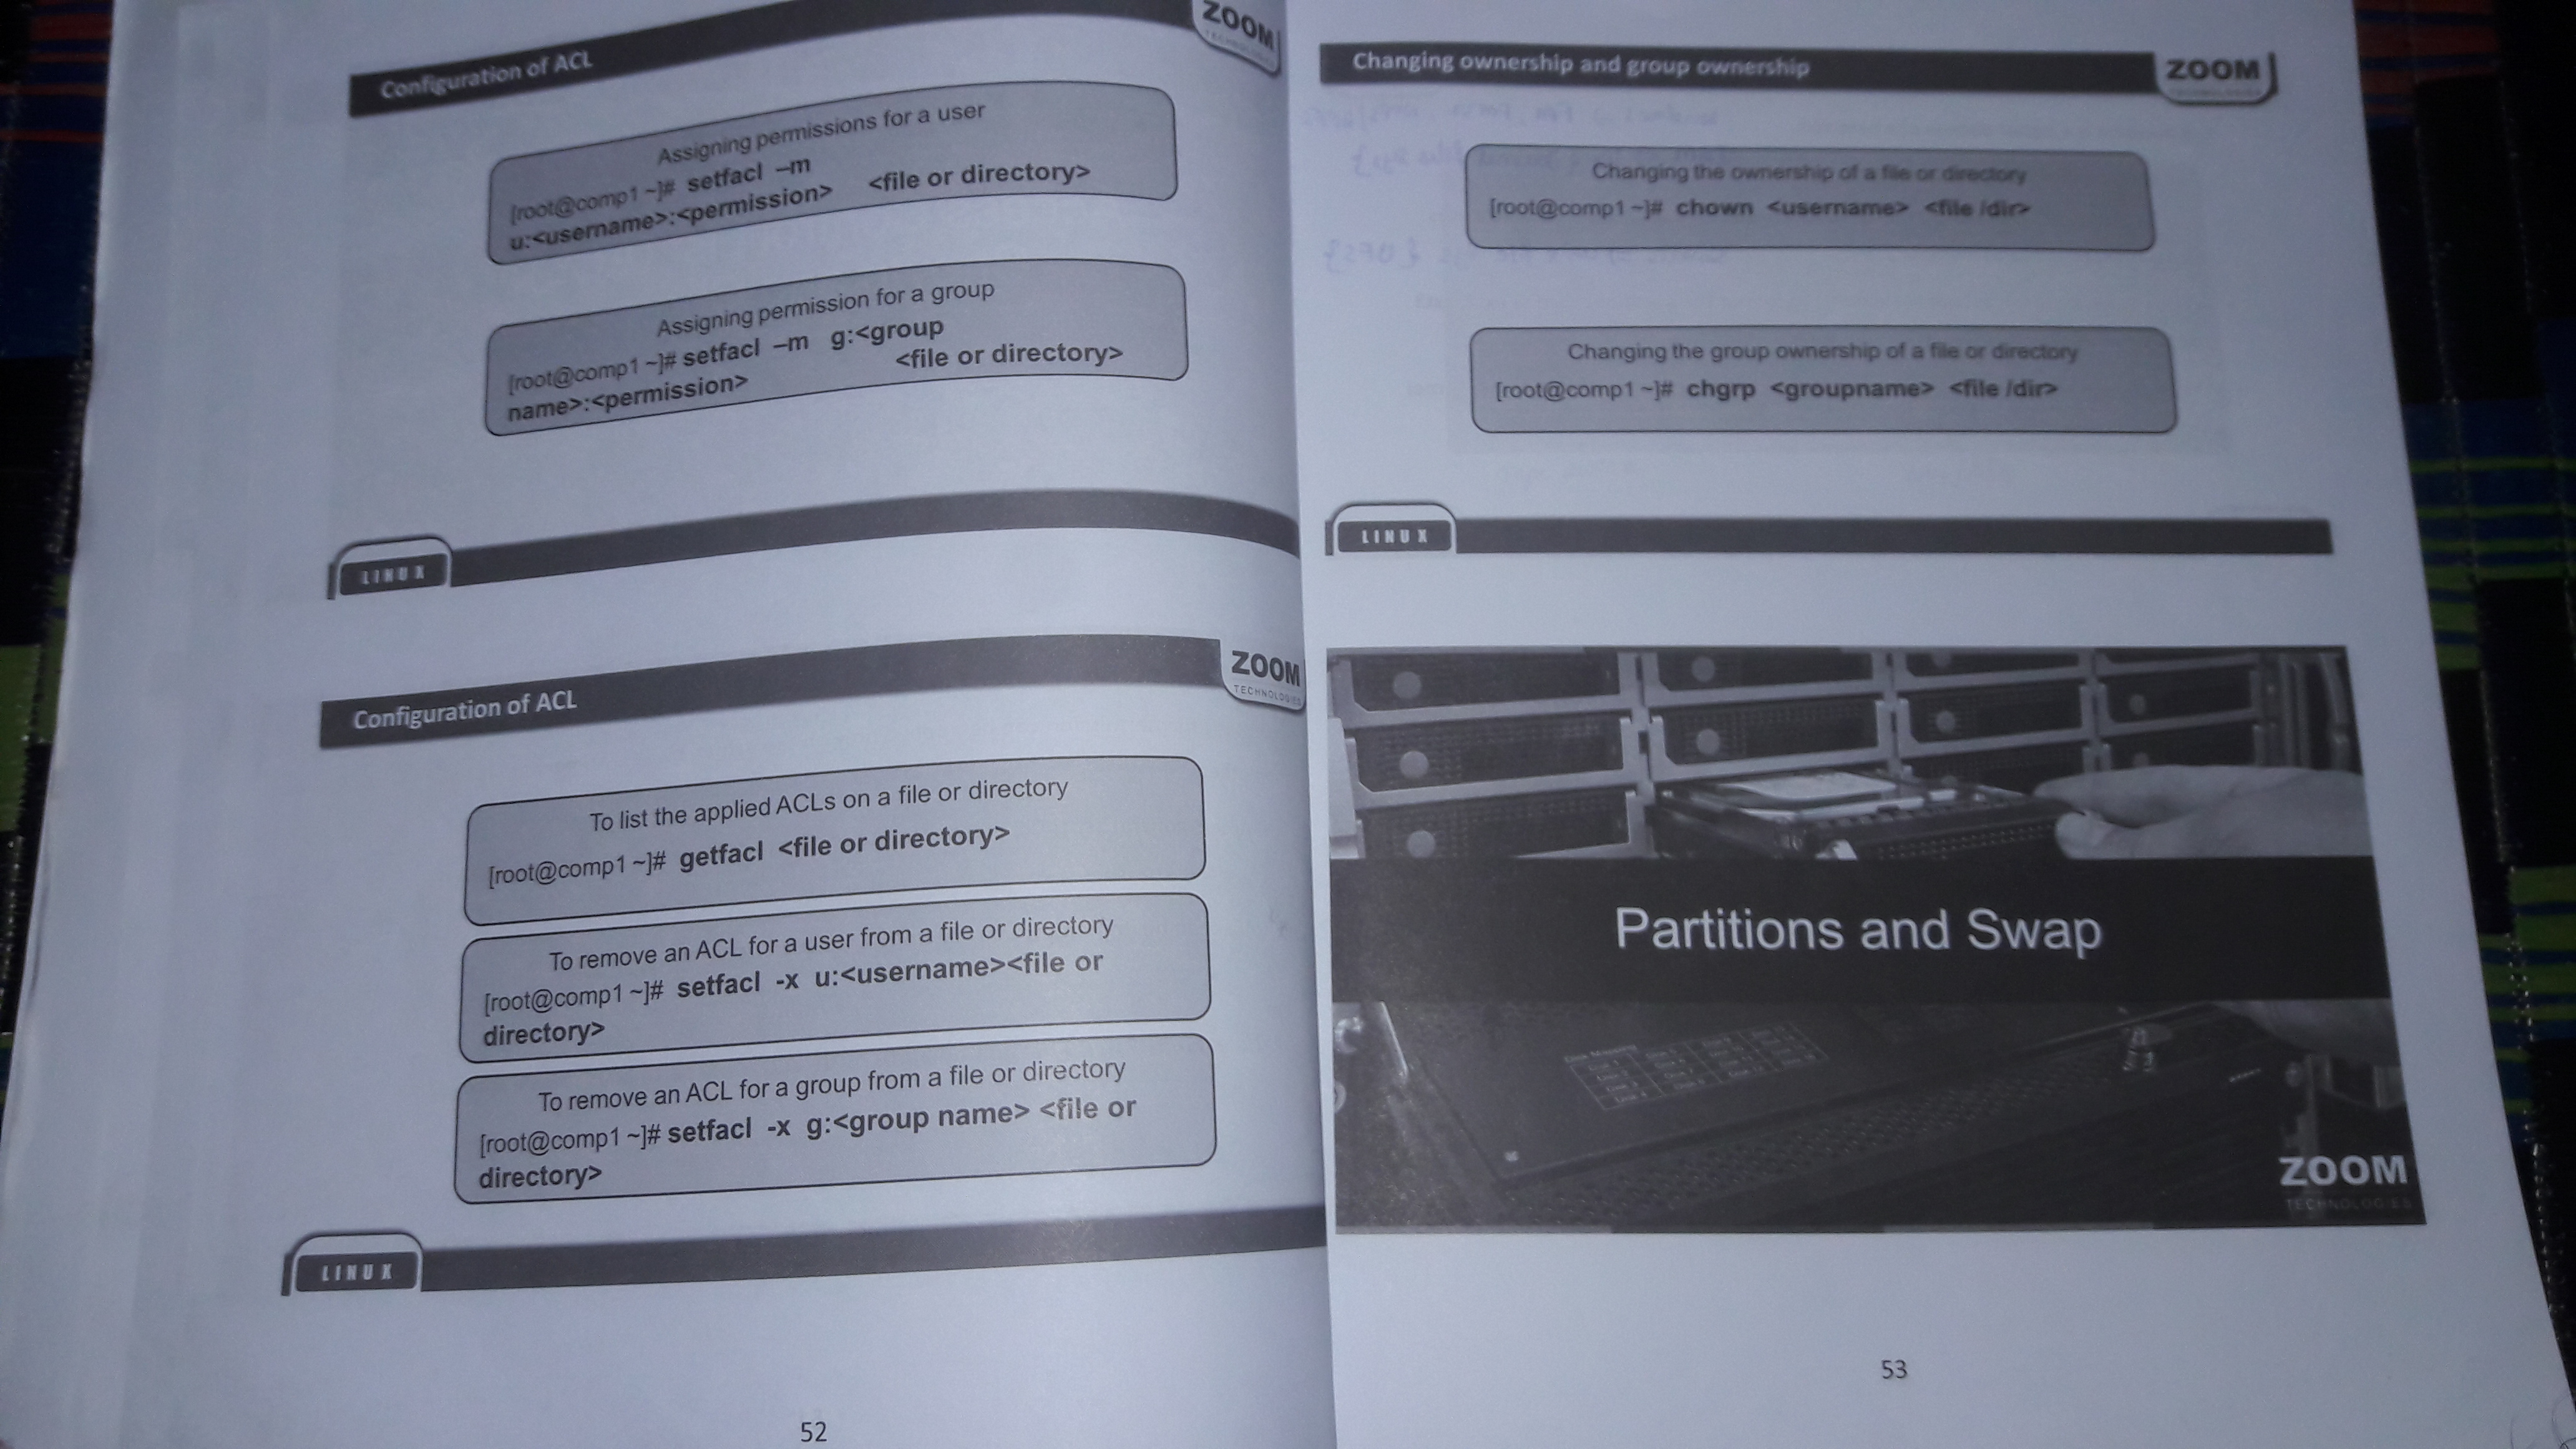 Configuration of ACL
ZOOM
Assigning permissions for a user
[root@comp1 ~]# setfacl –m
u:<username>:<permission> <file or directory>
Assigning permission for a group
[root@comp1 ~]# setfacl –m g:<group
name>:<permission> <file or directory>
LINUX
Configuration of ACL
ZOOM
TECHNOLOGIES
To list the applied ACLs on a file or directory
[root@comp1 ~]# getfacl <file or directory>
To remove an ACL for a user from a file or directory
[root@comp1 ~]# setfacl -x u:<username><file or
directory>
To remove an ACL for a group from a file or directory
[root@comp1 ~]# setfacl -x g:<group name> <file or
directory>
LINUX
52
Changing ownership and group ownership
ZOOM
TECHNOLOGIES
Changing the ownership of a file or directory
[root@comp1 ~]# chown <username> <file /dir>
Changing the group ownership of a file or directory
[root@comp1 ~]# chgrp <groupname> <file /dir>
LINUX
Partitions and Swap
ZOOM
TECHNOLOGIES
53